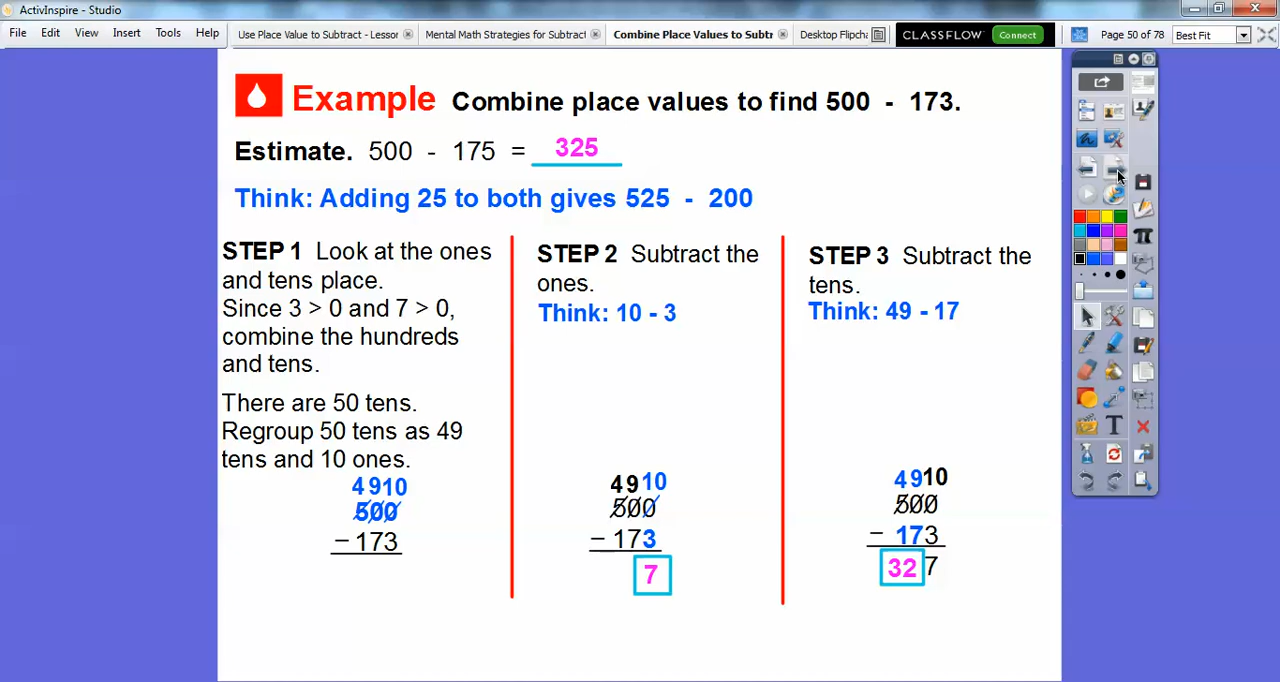 ActivInspire - Studio
File Edit View Insert Tools Help
Use Place Value to Subtract - Lessor
Mental Math Strategies for Subtract
Combine Place Values to Subtr
Desktop Flipcha
CLASSFLOW Connect
Page 50 of 78
Best Fit
Example Combine place values to find 500 - 173.
Estimate. 500 - 175 = 325
Think: Adding 25 to both gives 525 - 200
STEP 1 Look at the ones
and tens place.
Since 3 > 0 and 7 > 0,
combine the hundreds
and tens.
There are 50 tens.
Regroup 50 tens as 49
tens and 10 ones.
4910
500
- 173
STEP 2 Subtract the
ones.
Think: 10 - 3
4910
500
- 173
7
STEP 3 Subtract the
tens.
Think: 49 - 17
4910
500
- 173
327